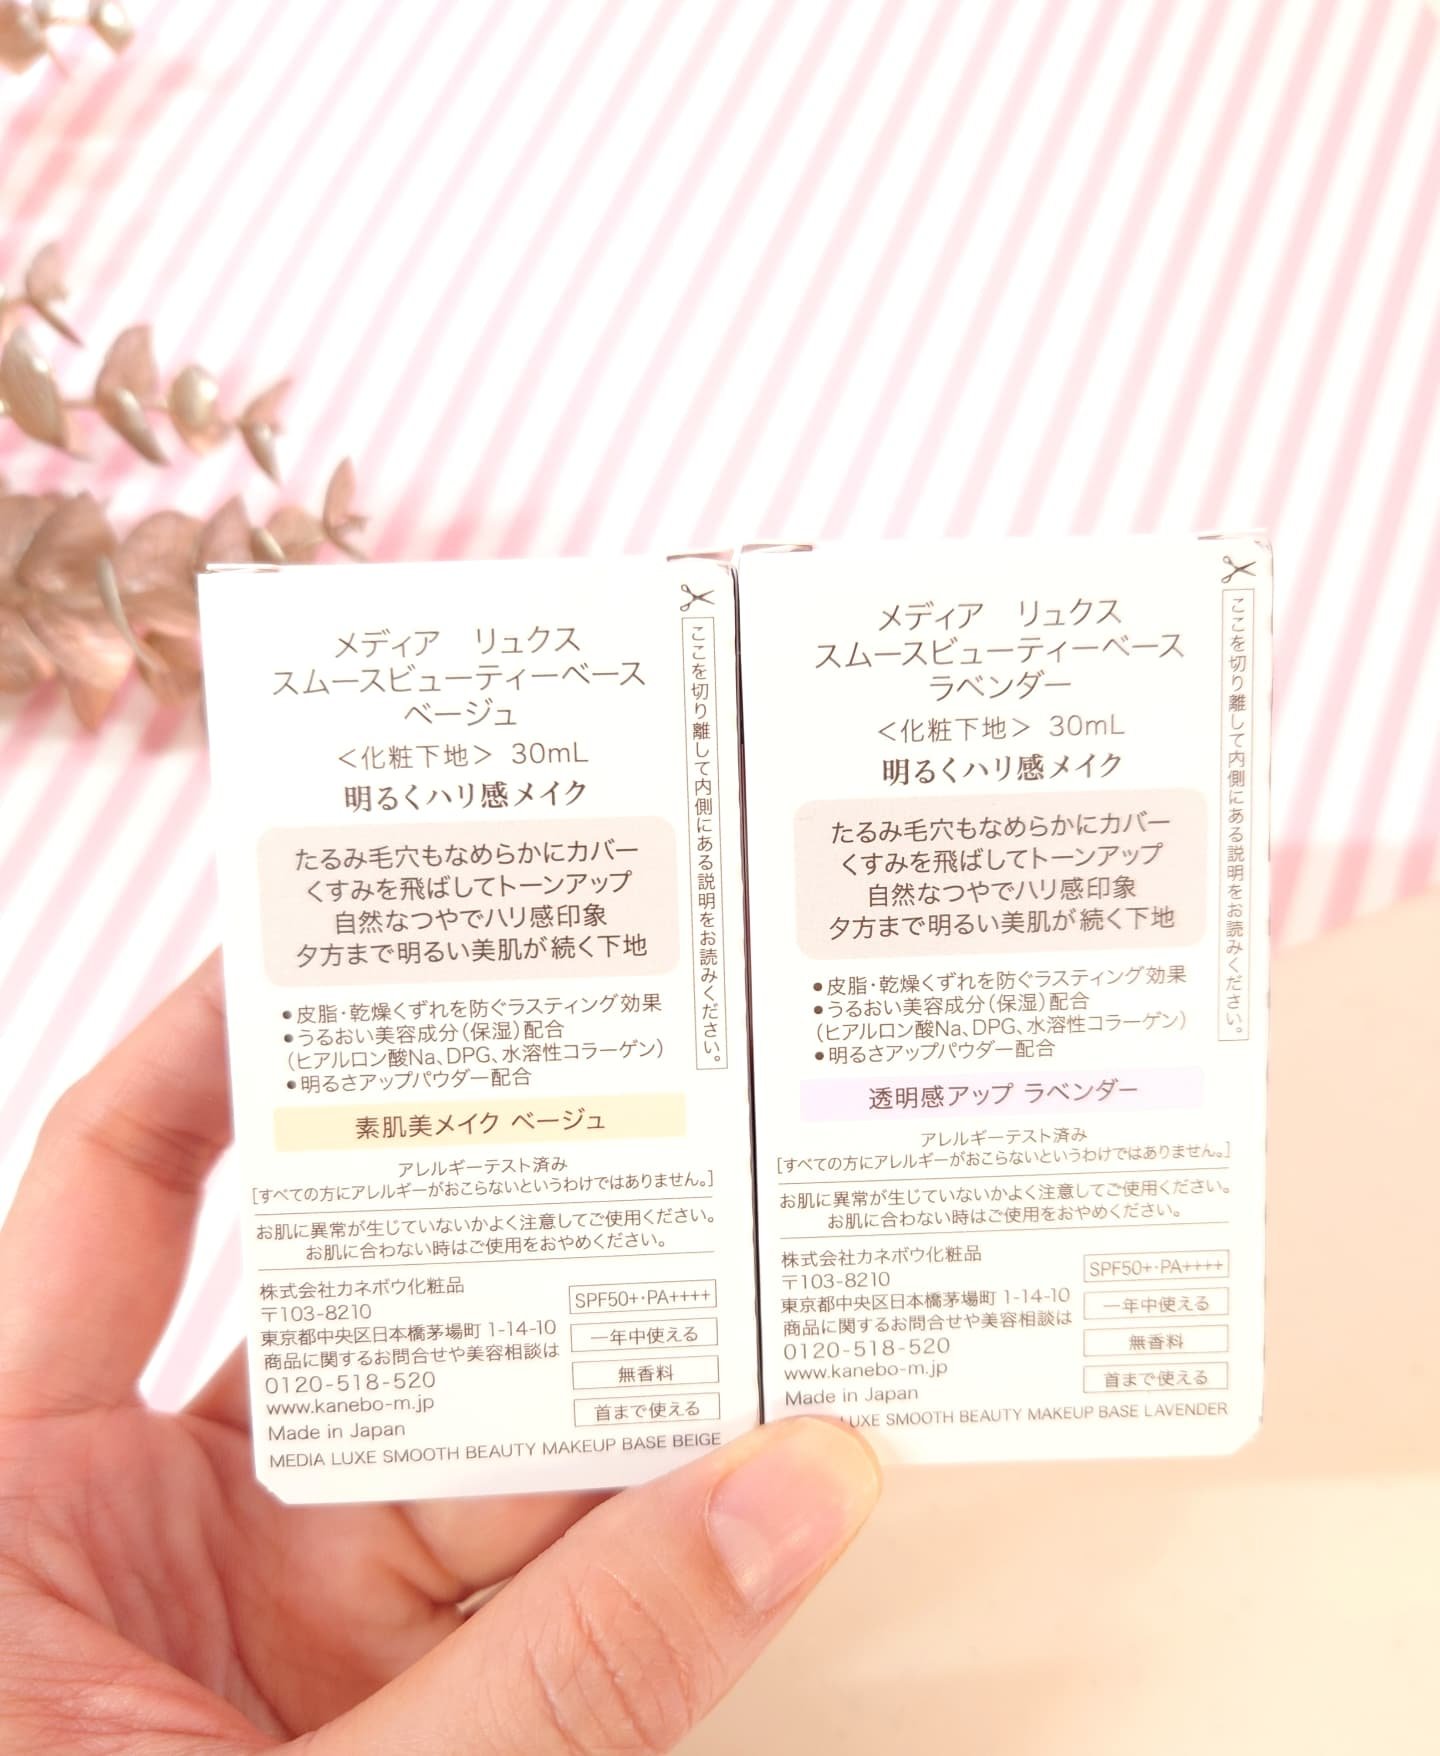 メディア リュクス
スムースビューティーベース
ベージュ
＜化粧下地＞ 30mL
明るくハリ感メイク
たるみ毛穴もなめらかにカバー
くすみを飛ばしてトーンアップ
自然なつやでハリ感印象
夕方まで明るい美肌が続く下地
●皮脂・乾燥くずれを防ぐラスティング効果
●うるおい美容成分（保湿）配合
（ヒアルロン酸Na、DPG、水溶性コラーゲン）
●明るさアップパウダー配合
素肌美メイク ベージュ
アレルギーテスト済み
[すべての方にアレルギーがおこらないというわけではありません。]
お肌に異常が生じていないかよく注意してご使用ください。
お肌に合わない時はご使用をおやめください。
株式会社カネボウ化粧品
〒103-8210
東京都中央区日本橋茅場町 1-14-10
商品に関するお問合せや美容相談は
0120-518-520
www.kanebo-m.jp
Made in Japan
SPF50+・PA++++
一年中使える
無香料
首まで使える
MEDIA LUXE SMOOTH BEAUTY MAKEUP BASE BEIGE
ここを切り離して内側にある説明をお読みください。
メディア リュクス
スムースビューティーベース
ラベンダー
＜化粧下地＞ 30mL
明るくハリ感メイク
たるみ毛穴もなめらかにカバー
くすみを飛ばしてトーンアップ
自然なつやでハリ感印象
夕方まで明るい美肌が続く下地
●皮脂・乾燥くずれを防ぐラスティング効果
●うるおい美容成分（保湿）配合
（ヒアルロン酸Na、DPG、水溶性コラーゲン）
●明るさアップパウダー配合
透明感アップ ラベンダー
アレルギーテスト済み
[すべての方にアレルギーがおこらないというわけではありません。]
お肌に異常が生じていないかよく注意してご使用ください。
お肌に合わない時はご使用をおやめください。
株式会社カネボウ化粧品
〒103-8210
東京都中央区日本橋茅場町 1-14-10
商品に関するお問合せや美容相談は
0120-518-520
www.kanebo-m.jp
Made in Japan
SPF50+・PA++++
一年中使える
無香料
首まで使える
LUXE SMOOTH BEAUTY MAKEUP BASE LAVENDER
ここを切り離して内側にある説明をお読みください。